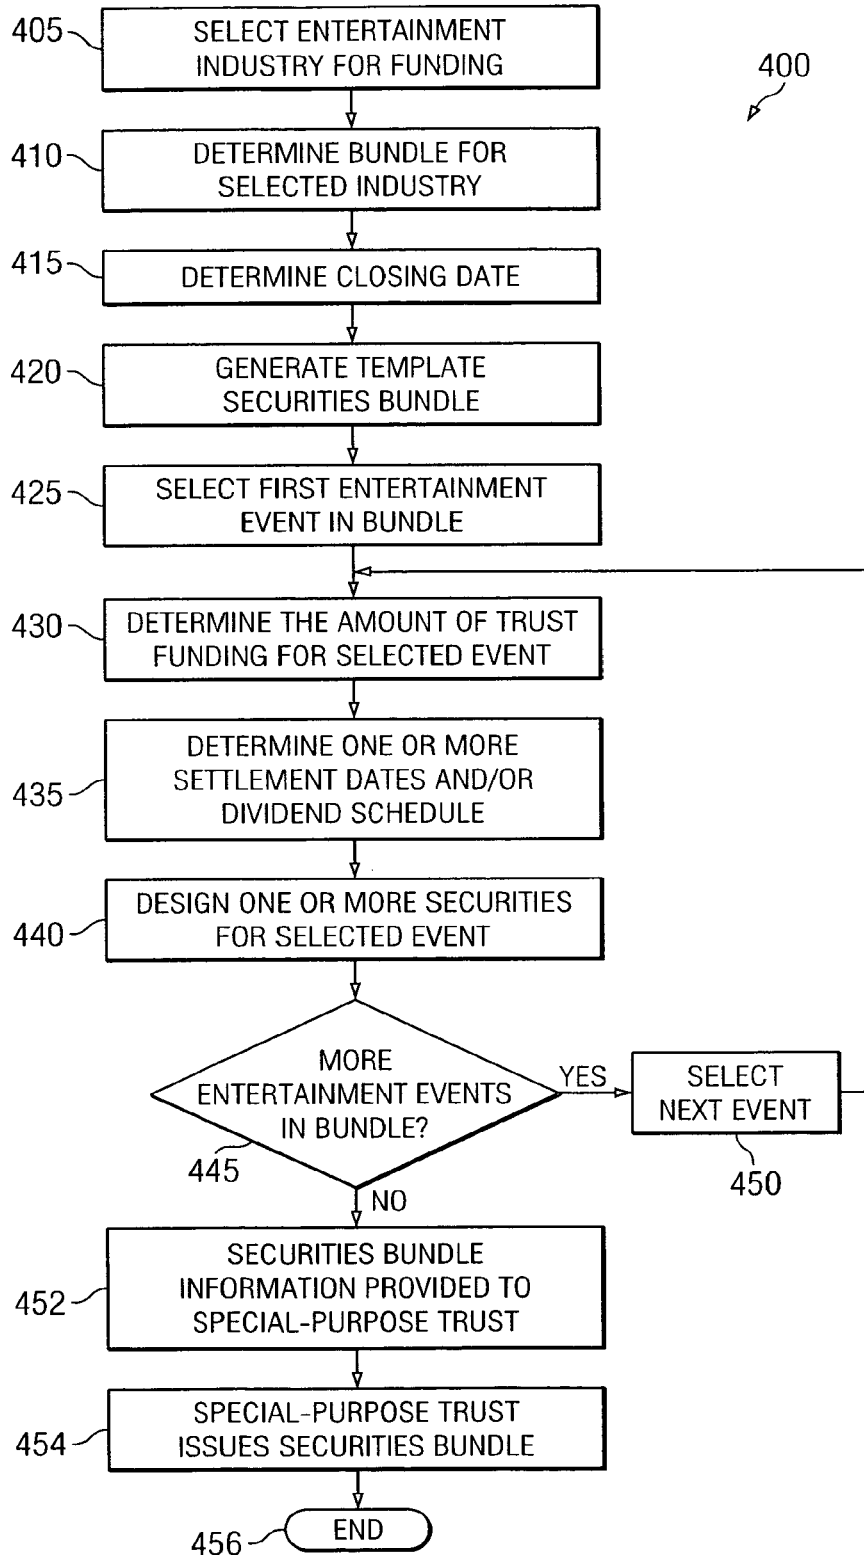 405
SELECT ENTERTAINMENT
INDUSTRY FOR FUNDING
400
410
DETERMINE BUNDLE FOR
SELECTED INDUSTRY
415
DETERMINE CLOSING DATE
420
GENERATE TEMPLATE
SECURITIES BUNDLE
425
SELECT FIRST ENTERTAINMENT
EVENT IN BUNDLE
430
DETERMINE THE AMOUNT OF TRUST
FUNDING FOR SELECTED EVENT
435
DETERMINE ONE OR MORE
SETTLEMENT DATES AND/OR
DIVIDEND SCHEDULE
440
DESIGN ONE OR MORE SECURITIES
FOR SELECTED EVENT
MORE
ENTERTAINMENT EVENTS
IN BUNDLE?
445
YES
SELECT
NEXT EVENT
450
NO
452
SECURITIES BUNDLE
INFORMATION PROVIDED TO
SPECIAL-PURPOSE TRUST
454
SPECIAL-PURPOSE TRUST
ISSUES SECURITIES BUNDLE
456
END